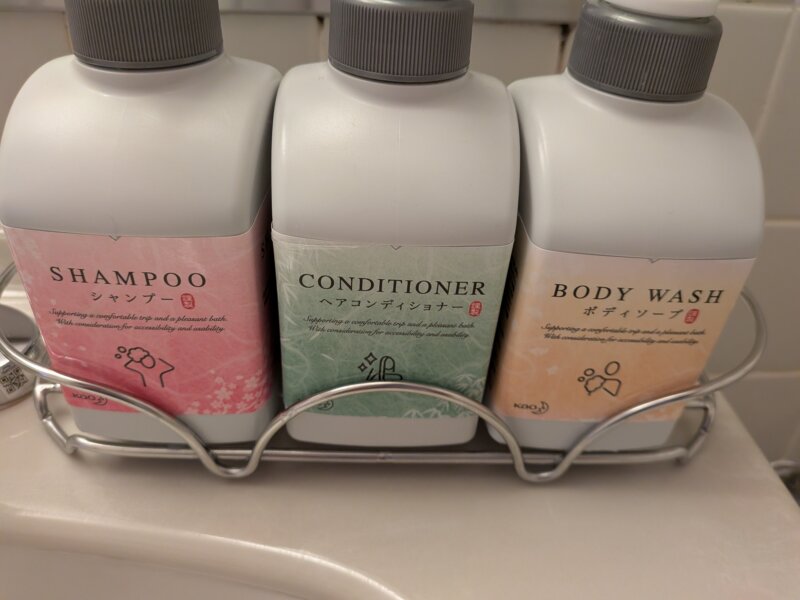 SHAMPOO
シャンプー
Supporting a comfortable trip and a pleasant bath.
With consideration for accessibility and usability.
Kao
CONDITIONER
ヘアコンディショナー
Supporting a comfortable trip and a pleasant bath.
With consideration for accessibility and usability.
BODY WASH
ボディソープ
Supporting a comfortable trip and a pleasant bath.
With consideration for accessibility and usability.
Kao